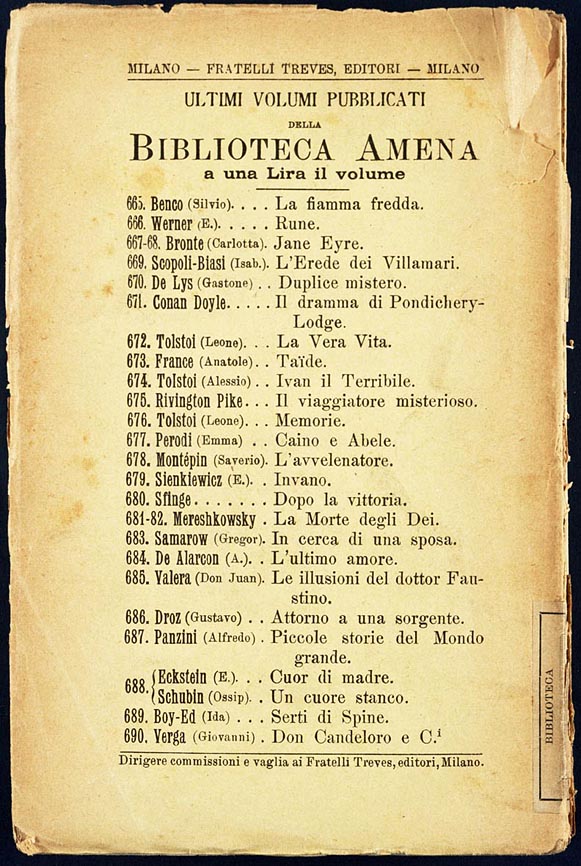 MILANO — FRATELLI TREVES, EDITORI — MILANO
ULTIMI VOLUMI PUBBLICATI
DELLA
BIBLIOTECA AMENA
a una Lira il volume
665. Benco (Silvio). . . . La fiamma fredda.
666. Werner (E.). . . . . . Rune.
667-68. Bronte (Carlotta). Jane Eyre.
669. Scopoli-Biasi (Isab.). L'Erede dei Villamari.
670. De Lys (Gastone) . . Duplice mistero.
671. Conan Doyle. . . . . Il dramma di Pondichery-
Lodge.
672. Tolstoi (Leone). . . La Vera Vita.
673. France (Anatole). . Taïde.
674. Tolstoi (Alessio) . . Ivan il Terribile.
675. Rivington Pike. . . Il viaggiatore misterioso.
676. Tolstoi (Leone). . . Memorie.
677. Perodi (Emma) . . Caino e Abele.
678. Montépin (Saverio). L'avvelenatore.
679. Sienkiewicz (E.). . Invano.
680. Sfinge . . . . . . . Dopo la vittoria.
681-82. Mereshkowsky . La Morte degli Dei.
683. Samarow (Gregor). In cerca di una sposa.
684. De Alarcon (A.). . L'ultimo amore.
685. Valera (Don Juan). Le illusioni del dottor Fau-
stino.
686. Droz (Gustavo) . . Attorno a una sorgente.
687. Panzini (Alfredo) . Piccole storie del Mondo
grande.
688. { Eckstein (E.). . . Cuor di madre.
Schubin (Ossip). . Un cuore stanco.
689. Boy-Ed (Ida) . . . Serti di Spine.
690. Verga (Giovanni) . Don Candeloro e C.i
Dirigere commissioni e vaglia ai Fratelli Treves, editori, Milano.
BIBLIOTECA